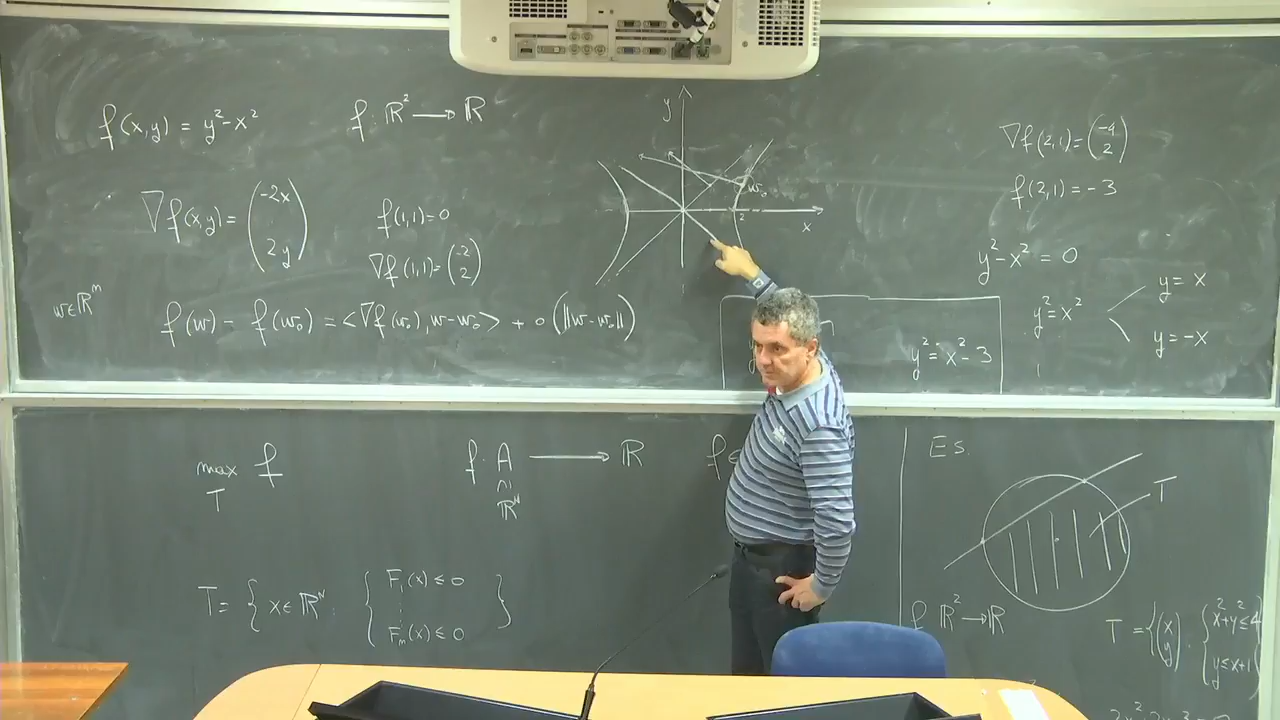 f(x,y) = y²-x²
f: ℝ² → ℝ
∇f(x,y) = (-2x 2y)
f(1,1)=0
∇f(1,1)=(-2 2)
w∈ℝᵐ
f(w) - f(w₀) = <∇f(w₀), w-w₀> + o(‖w-w₀‖)
y
w₀
2
x
∇f(2,1)=(-4 2)
f(2,1)=-3
y²-x²=0
y²=x²
y=x
y=-x
y²=x²-3
max f
T
f: A → ℝ
∩
ℝᴺ
f∈
T = { x∈ℝᴺ : { F₁(x) ≤ 0
⋮
Fₘ(x) ≤ 0 }
Es.
T
f ℝ² → ℝ
T = {(x y) : { x²+y² ≤ 4
y ≤ x+1 }